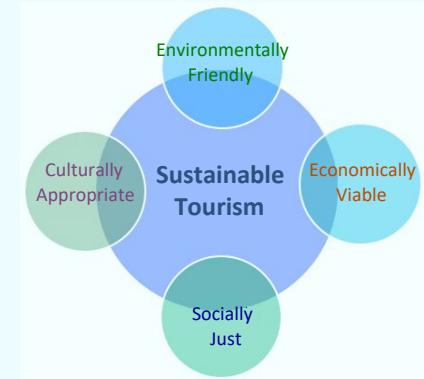 Environmentally
Friendly
Culturally
Appropriate
Sustainable
Tourism
Economically
Viable
Socially
Just